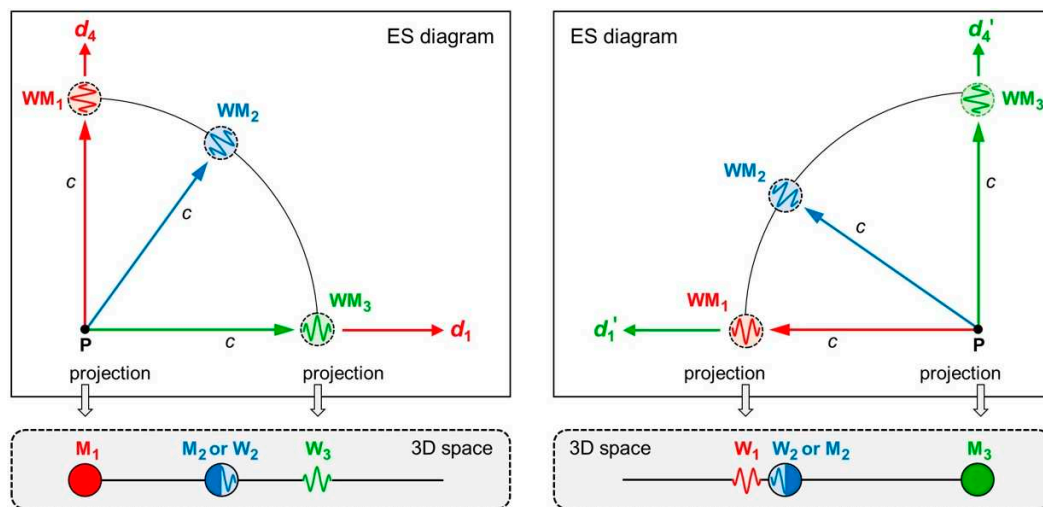 ES diagram
d4
WM1
WM2
c
c
WM3
P
c
d1
projection
projection
M1
M2 or W2
W3
3D space
ES diagram
d4'
WM3
WM2
c
c
WM1
d1'
c
P
projection
projection
3D space
W1
W2 or M2
M3